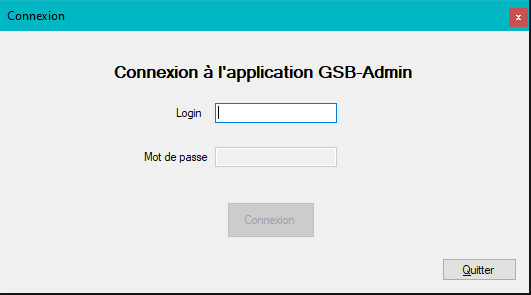 Connexion
x
Connexion à l'application GSB-Admin
Login
Mot de passe
Connexion
Quitter